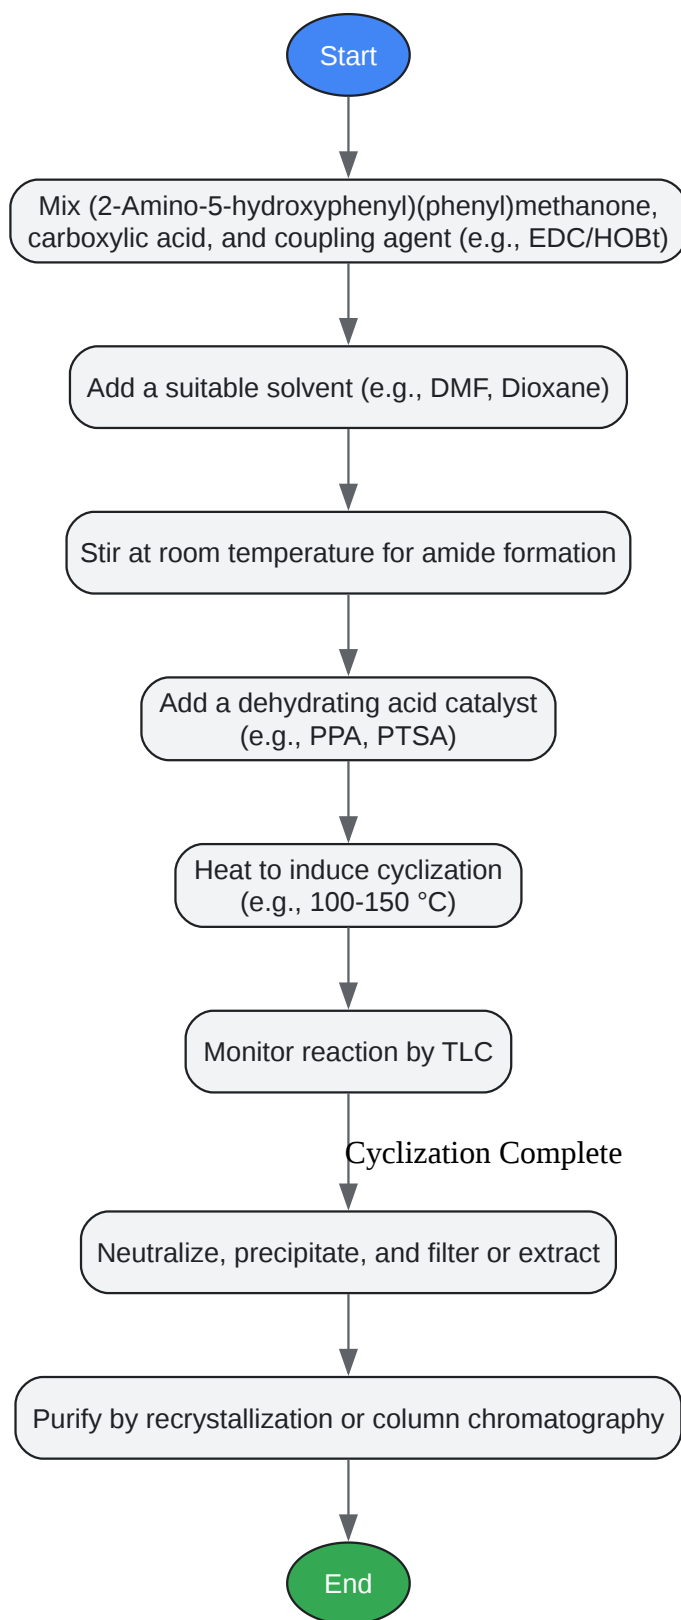 Start
Mix (2-Amino-5-hydroxyphenyl)(phenyl)methanone,
carboxylic acid, and coupling agent (e.g., EDC/HOBt)
Add a suitable solvent (e.g., DMF, Dioxane)
Stir at room temperature for amide formation
Add a dehydrating acid catalyst
(e.g., PPA, PTSA)
Heat to induce cyclization
(e.g., 100-150 °C)
Monitor reaction by TLC
Cyclization Complete
Neutralize, precipitate, and filter or extract
Purify by recrystallization or column chromatography
End